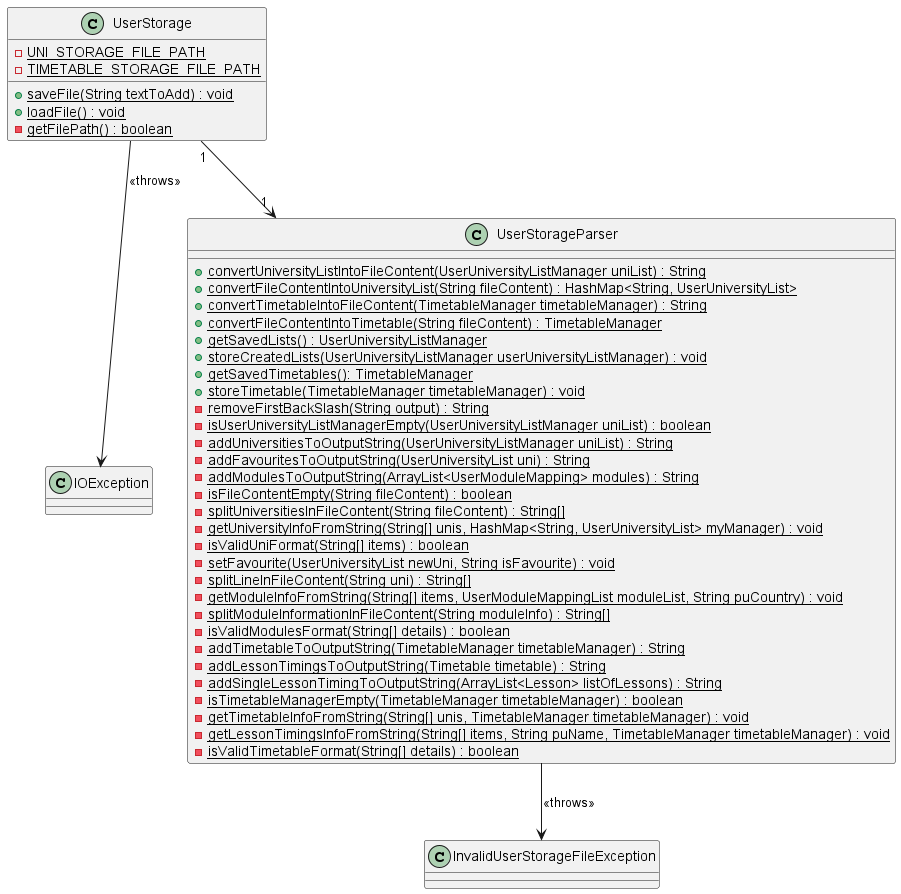 C UserStorage
UNI_STORAGE_FILE_PATH
TIMETABLE_STORAGE_FILE_PATH
saveFile(String textToAdd) : void
loadFile() : void
getFilePath() : boolean
1
«throws»
1
C UserStorageParser
convertUniversityListIntoFileContent(UserUniversityListManager uniList) : String
convertFileContentIntoUniversityList(String fileContent) : HashMap<String, UserUniversityList>
convertTimetableIntoFileContent(TimetableManager timetableManager) : String
convertFileContentIntoTimetable(String fileContent) : TimetableManager
getSavedLists() : UserUniversityListManager
storeCreatedLists(UserUniversityListManager userUniversityListManager) : void
getSavedTimetables(): TimetableManager
storeTimetable(TimetableManager timetableManager) : void
removeFirstBackSlash(String output) : String
isUserUniversityListManagerEmpty(UserUniversityListManager uniList) : boolean
addUniversitiesToOutputString(UserUniversityListManager uniList) : String
addFavouritesToOutputString(UserUniversityList uni) : String
addModulesToOutputString(ArrayList<UserModuleMapping> modules) : String
isFileContentEmpty(String fileContent) : boolean
splitUniversitiesInFileContent(String fileContent) : String[]
getUniversityInfoFromString(String[] unis, HashMap<String, UserUniversityList> myManager) : void
isValidUniFormat(String[] items) : boolean
setFavourite(UserUniversityList newUni, String isFavourite) : void
splitLineInFileContent(String uni) : String[]
getModuleInfoFromString(String[] items, UserModuleMappingList moduleList, String puCountry) : void
splitModuleInformationInFileContent(String moduleInfo) : String[]
isValidModulesFormat(String[] details) : boolean
addTimetableToOutputString(TimetableManager timetableManager) : String
addLessonTimingsToOutputString(Timetable timetable) : String
addSingleLessonTimingToOutputString(ArrayList<Lesson> listOfLessons) : String
isTimetableManagerEmpty(TimetableManager timetableManager) : boolean
getTimetableInfoFromString(String[] unis, TimetableManager timetableManager) : void
getLessonTimingsInfoFromString(String[] items, String puName, TimetableManager timetableManager) : void
isValidTimetableFormat(String[] details) : boolean
C IOException
«throws»
C InvalidUserStorageFileException